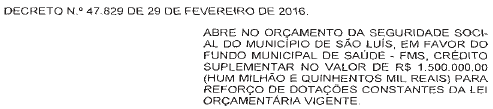 DECRETO N.º 47.829 DE 29 DE FEVEREIRO DE 2016.
ABRE NO ORÇAMENTO DA SEGURIDADE SOCI-
AL DO MUNICÍPIO DE SÃO LUÍS, EM FAVOR DO
FUNDO MUNICIPAL DE SAÚDE - FMS, CRÉDITO
SUPLEMENTAR NO VALOR DE R$ 1.500.000,00
(HUM MILHÃO E QUINHENTOS MIL REAIS) PARA
REFORÇO DE DOTAÇÕES CONSTANTES DA LEI
ORÇAMENTÁRIA VIGENTE.